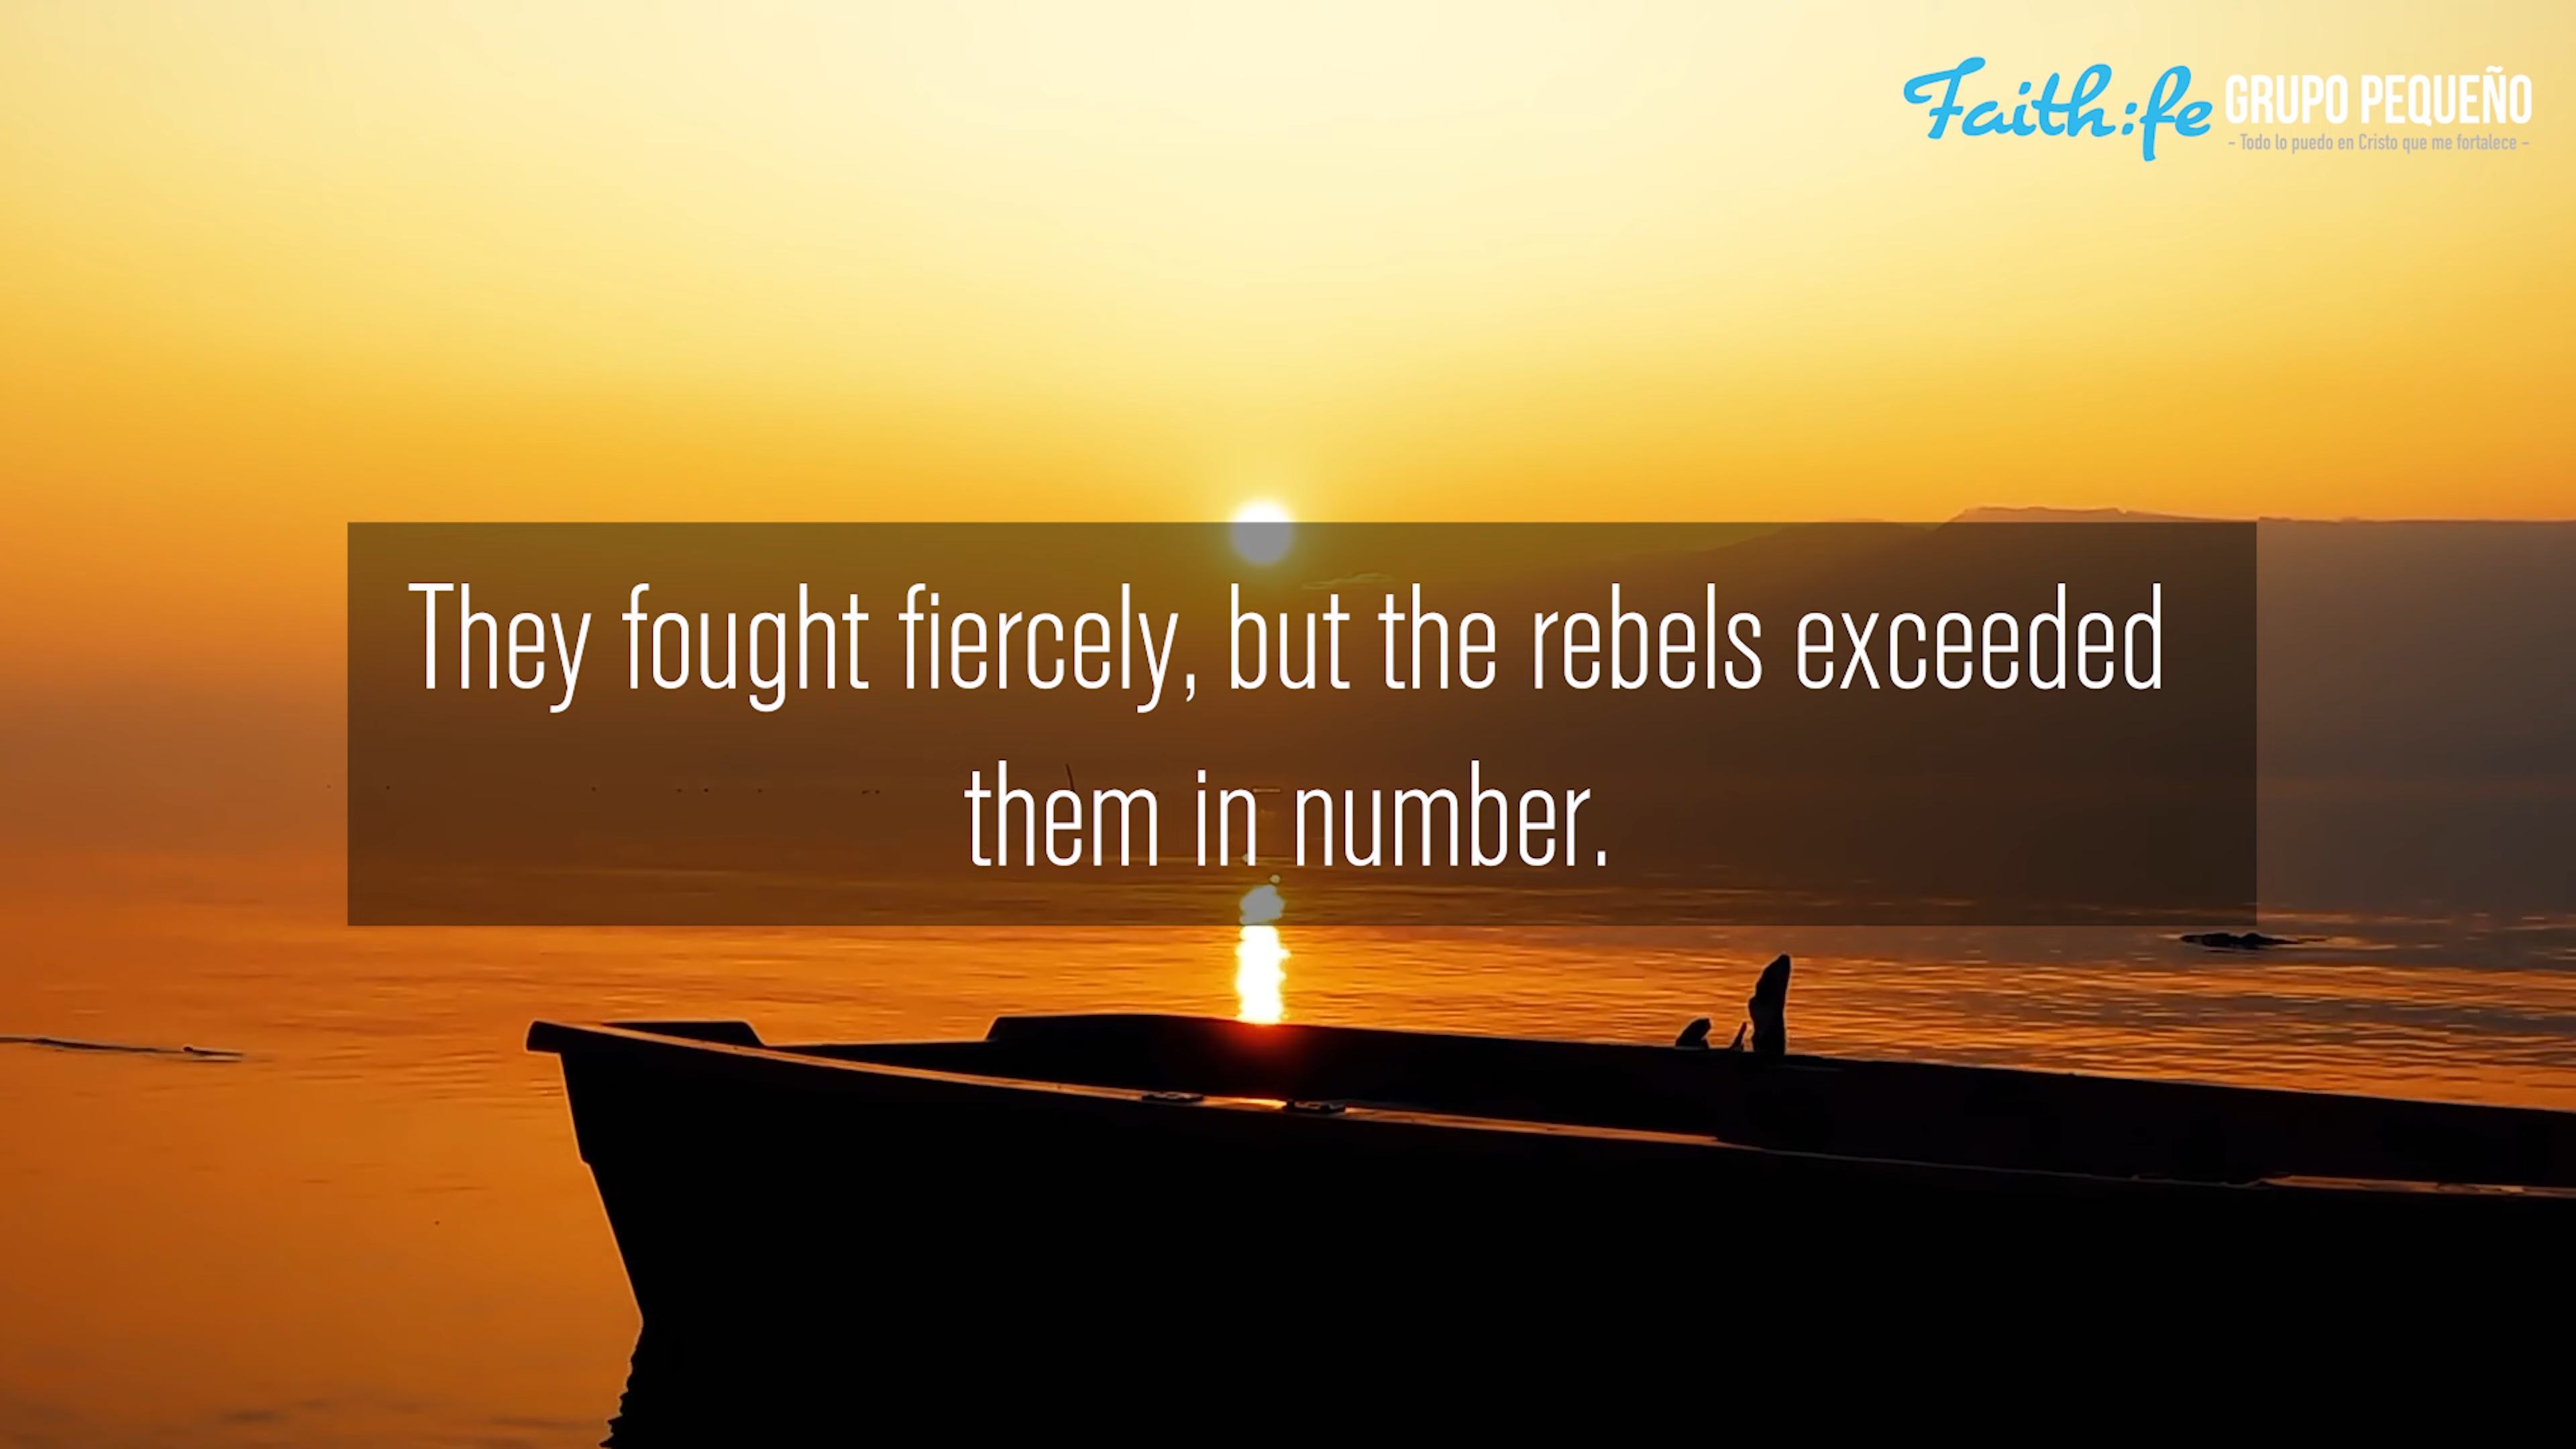 Faith:fe GRUPO PEQUEÑO
- Todo lo puedo en Cristo que me fortalece -
They fought fiercely, but the rebels exceeded
them in number.